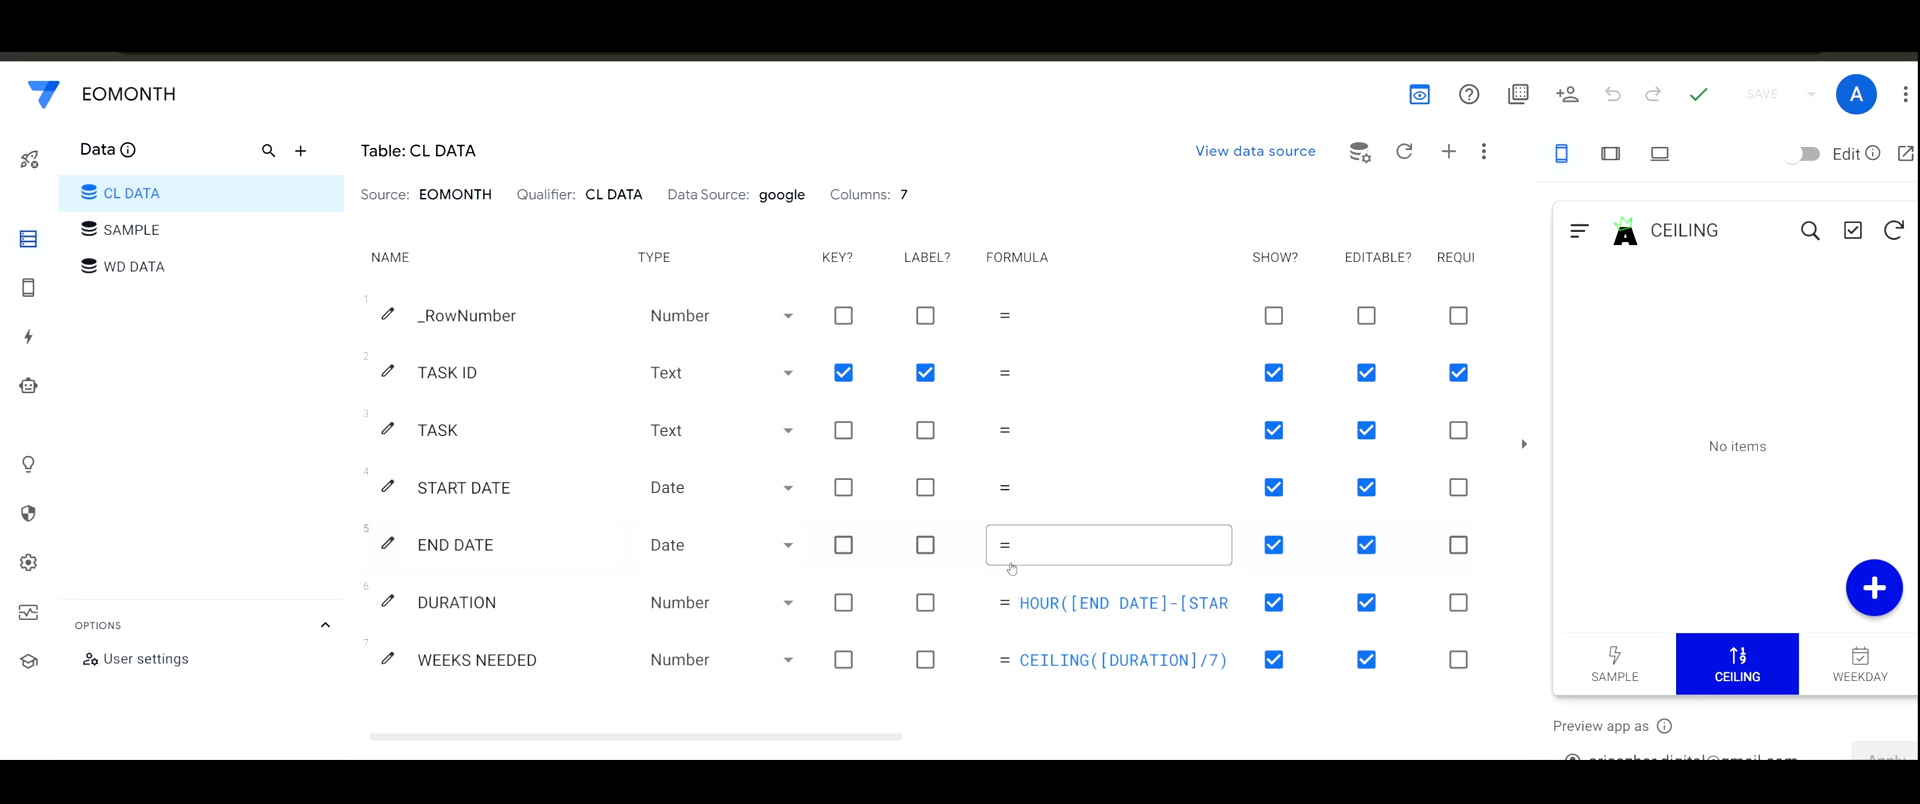 EOMONTH
SAVE
A
Data
CL DATA
SAMPLE
WD DATA
OPTIONS
User settings
Table: CL DATA
View data source
Source: EOMONTH Qualifier: CL DATA Data Source: google Columns: 7
NAME TYPE KEY? LABEL? FORMULA SHOW? EDITABLE? REQUI
1 _RowNumber Number =
2 TASK ID Text =
3 TASK Text =
4 START DATE Date =
5 END DATE Date =
6 DURATION Number = HOUR([END DATE]-[STAR
7 WEEKS NEEDED Number = CEILING([DURATION]/7)
Edit
A CEILING
No items
SAMPLE
CEILING
WEEKDAY
Preview app as